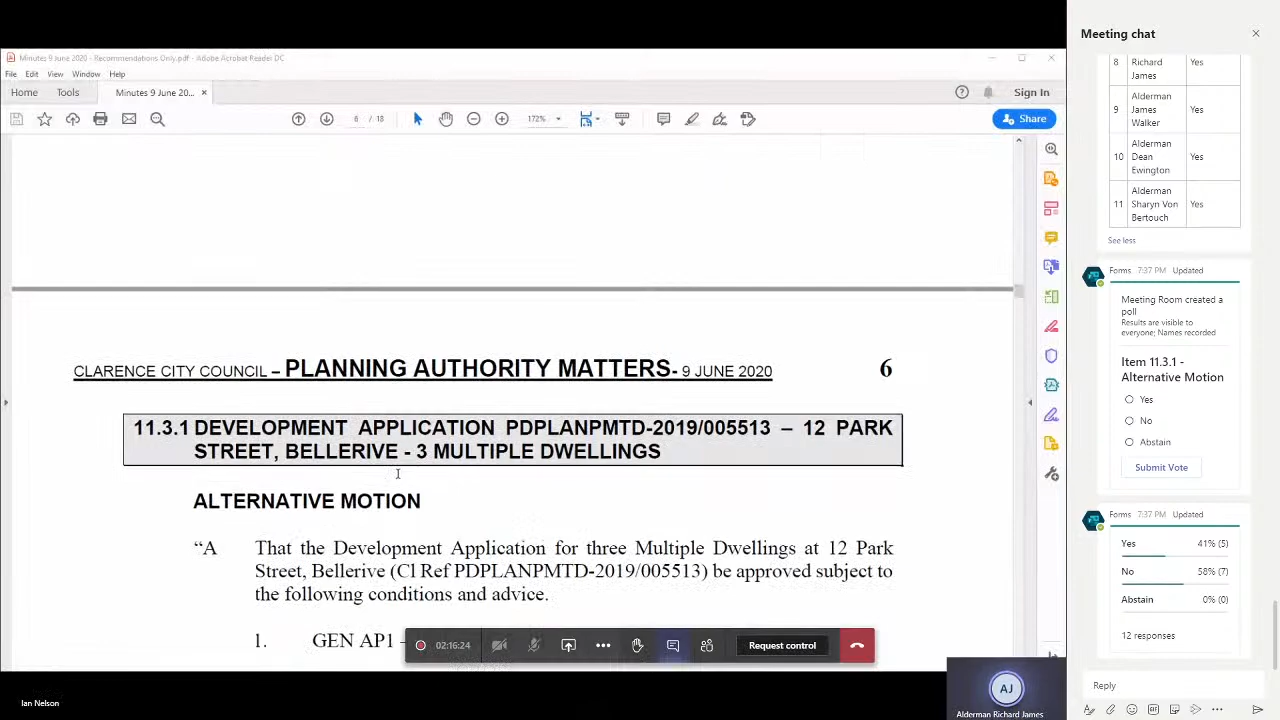 Minutes 9 June 2020 - Recommendations Only.pdf - Adobe Acrobat Reader DC
File Edit View Window Help
Home Tools Minutes 9 June 20... × Sign In
6 / 18 172% Share
CLARENCE CITY COUNCIL – PLANNING AUTHORITY MATTERS- 9 JUNE 2020 6
11.3.1 DEVELOPMENT APPLICATION PDPLANPMTD-2019/005513 – 12 PARK
STREET, BELLERIVE - 3 MULTIPLE DWELLINGS
ALTERNATIVE MOTION
“A That the Development Application for three Multiple Dwellings at 12 Park
Street, Bellerive (Cl Ref PDPLANPMTD-2019/005513) be approved subject to
the following conditions and advice.
1. GEN AP1 –
02:16:24 Request control
Ian Nelson
AJ
Alderman Richard James
Meeting chat
8 Richard Yes
James
9 Alderman Yes
James
Walker
10 Alderman Yes
Dean
Ewington
11 Alderman Yes
Sharyn Von
Bertouch
See less
Forms 7:37 PM Updated
Meeting Room created a
poll
Results are visible to
everyone; Names recorded
Item 11.3.1 -
Alternative Motion
Yes
No
Abstain
Submit Vote
Forms 7:37 PM Updated
Yes 41% (5)
No 58% (7)
Abstain 0% (0)
12 responses
Reply